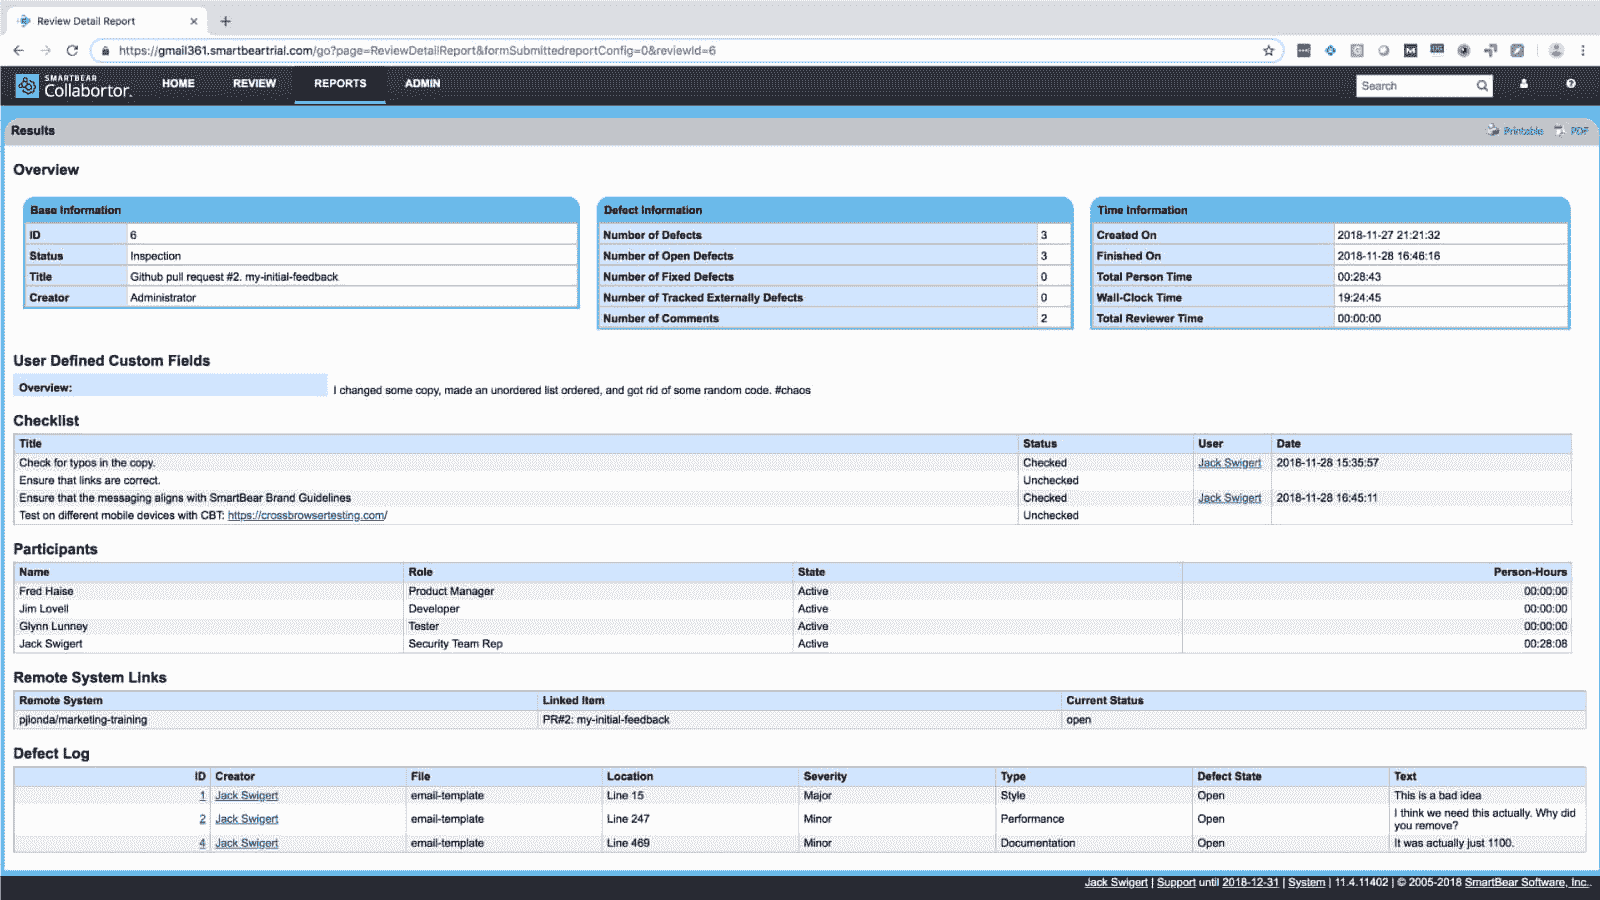 Review Detail Report
https://gmail361.smartbeartrial.com/go?page=ReviewDetailReport&formSubmittedreportConfig=0&reviewId=6
SMARTBEAR
Collabortor.
HOME REVIEW REPORTS ADMIN
Search
Results
Printable PDF
Overview
Base Information
ID 6
Status Inspection
Title Github pull request #2. my-initial-feedback
Creator Administrator
Defect Information
Number of Defects 3
Number of Open Defects 3
Number of Fixed Defects 0
Number of Tracked Externally Defects 0
Number of Comments 2
Time Information
Created On 2018-11-27 21:21:32
Finished On 2018-11-28 16:46:16
Total Person Time 00:28:43
Wall-Clock Time 19:24:45
Total Reviewer Time 00:00:00
User Defined Custom Fields
Overview: I changed some copy, made an unordered list ordered, and got rid of some random code. #chaos
Checklist
Title Status User Date
Check for typos in the copy. Checked Jack Swigert 2018-11-28 15:35:57
Ensure that links are correct. Unchecked
Ensure that the messaging aligns with SmartBear Brand Guidelines Checked Jack Swigert 2018-11-28 16:45:11
Test on different mobile devices with CBT: https://crossbrowsertesting.com/ Unchecked
Participants
Name Role State Person-Hours
Fred Haise Product Manager Active 00:00:00
Jim Lovell Developer Active 00:00:00
Glynn Lunney Tester Active 00:00:00
Jack Swigert Security Team Rep Active 00:28:08
Remote System Links
Remote System Linked Item Current Status
pjlonda/marketing-training PR#2: my-initial-feedback open
Defect Log
ID Creator File Location Severity Type Defect State Text
1 Jack Swigert email-template Line 15 Major Style Open This is a bad idea
2 Jack Swigert email-template Line 247 Minor Performance Open I think we need this actually. Why did
you remove?
4 Jack Swigert email-template Line 469 Minor Documentation Open It was actually just 1100.
Jack Swigert | Support until 2018-12-31 | System | 11.4.11402 | © 2005-2018 SmartBear Software, Inc..